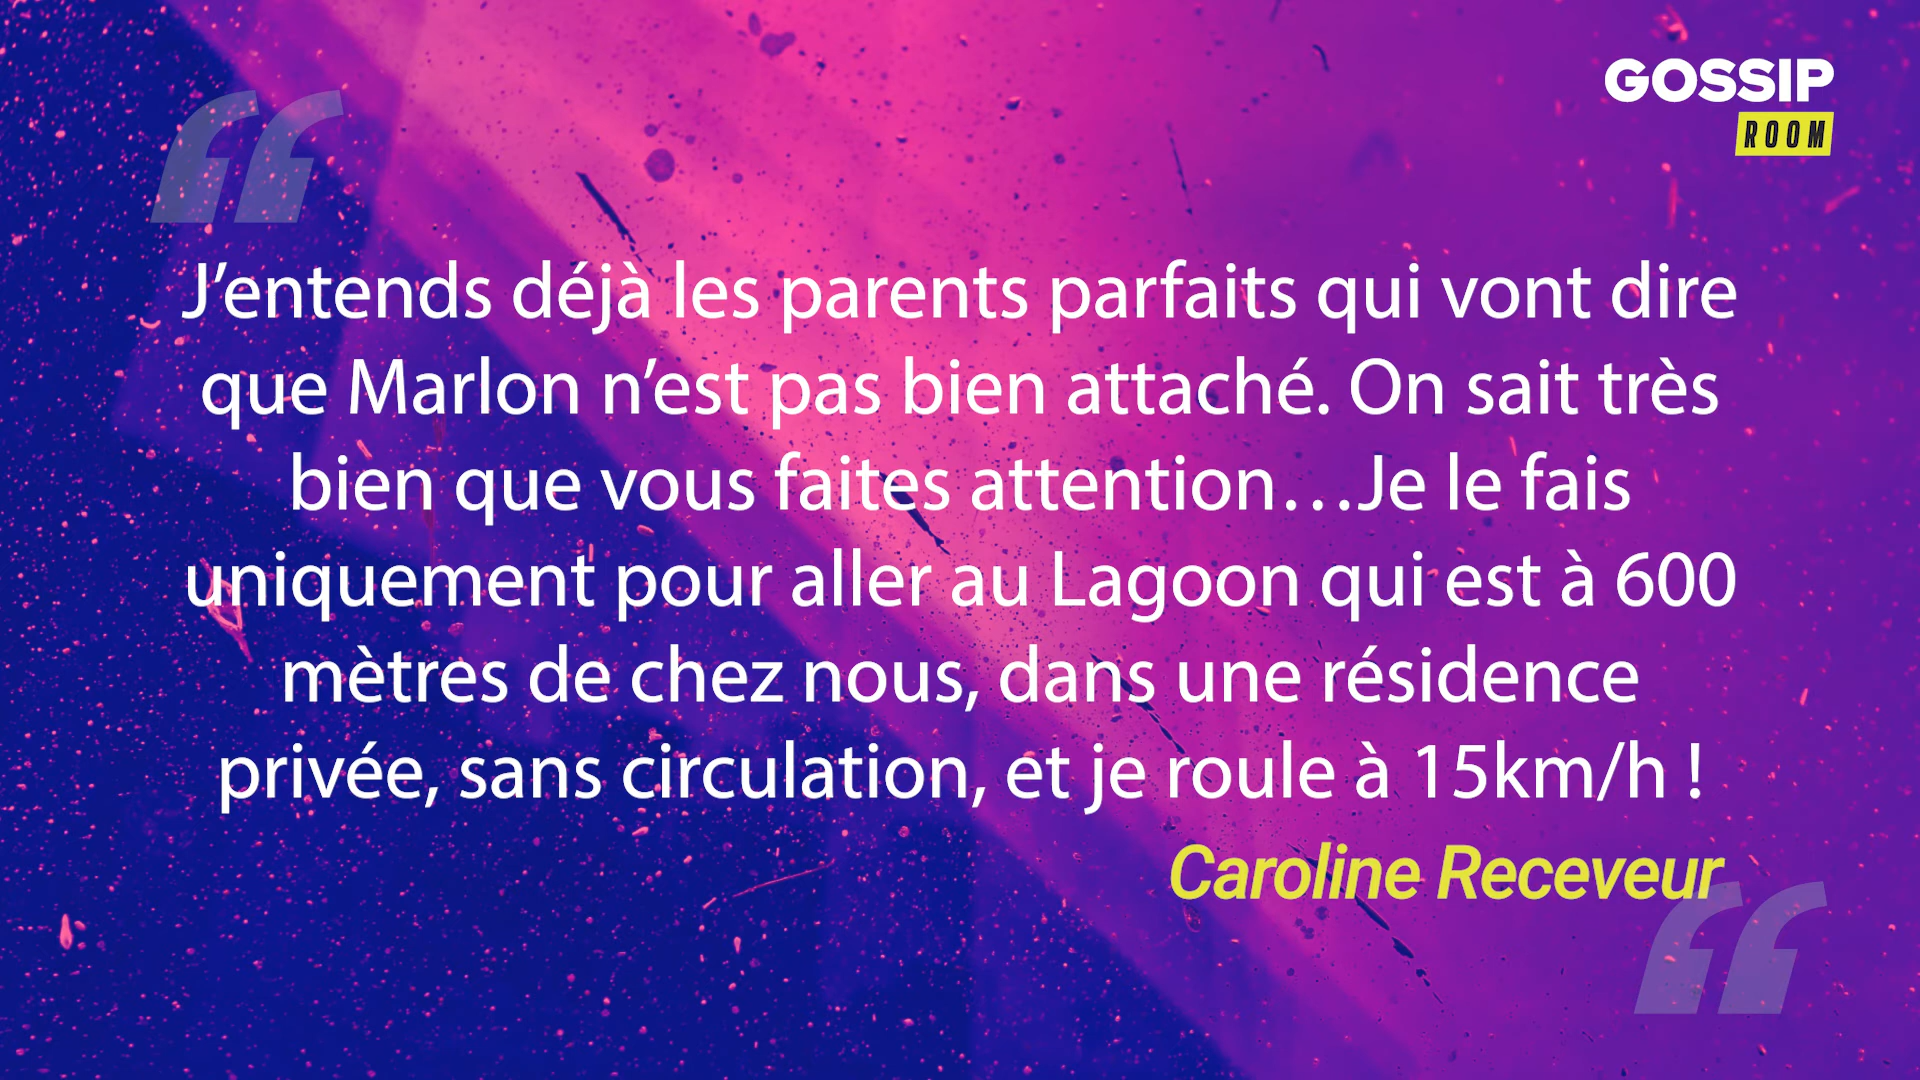 GOSSIP
ROOM
“
J’entends déjà les parents parfaits qui vont dire
que Marlon n’est pas bien attaché. On sait très
bien que vous faites attention…Je le fais
uniquement pour aller au Lagoon qui est à 600
mètres de chez nous, dans une résidence
privée, sans circulation, et je roule à 15km/h !
Caroline Receveur
“